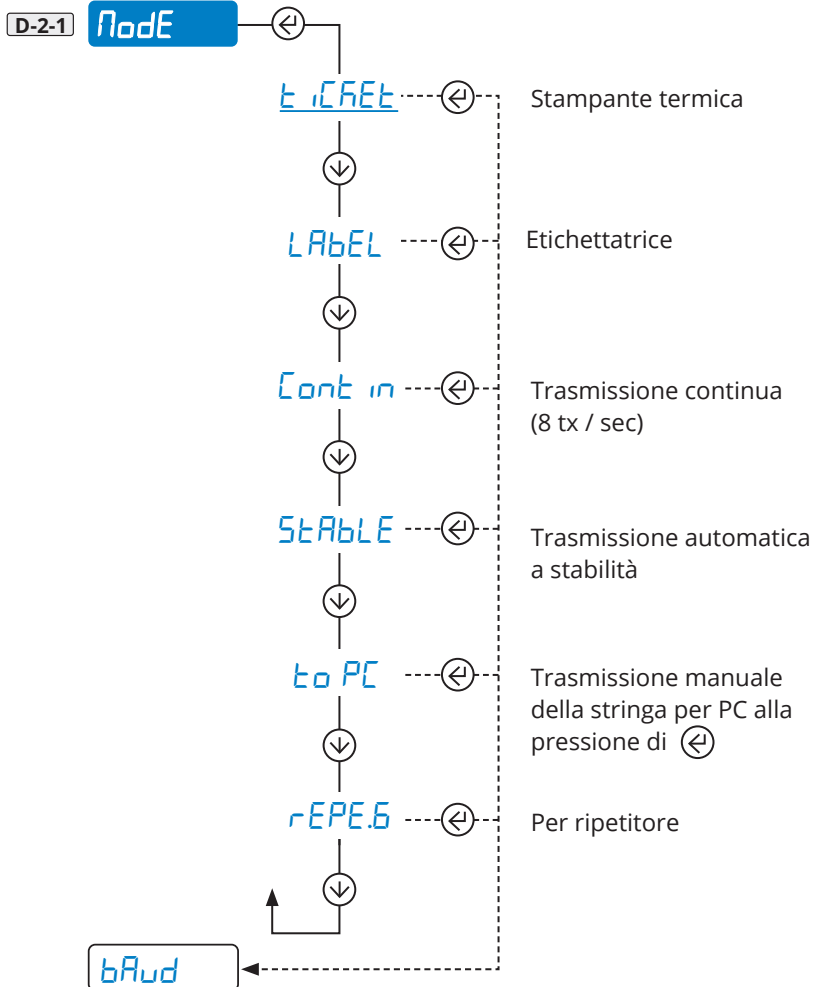 D-2-1 ModE
tiCKEt
Stampante termica
LAbEL
Etichettatrice
Contin
Trasmissione continua
(8 tx / sec)
StAbLE
Trasmissione automatica
a stabilità
to PC
Trasmissione manuale
della stringa per PC alla
pressione di
rEPE.6
Per ripetitore
bAud